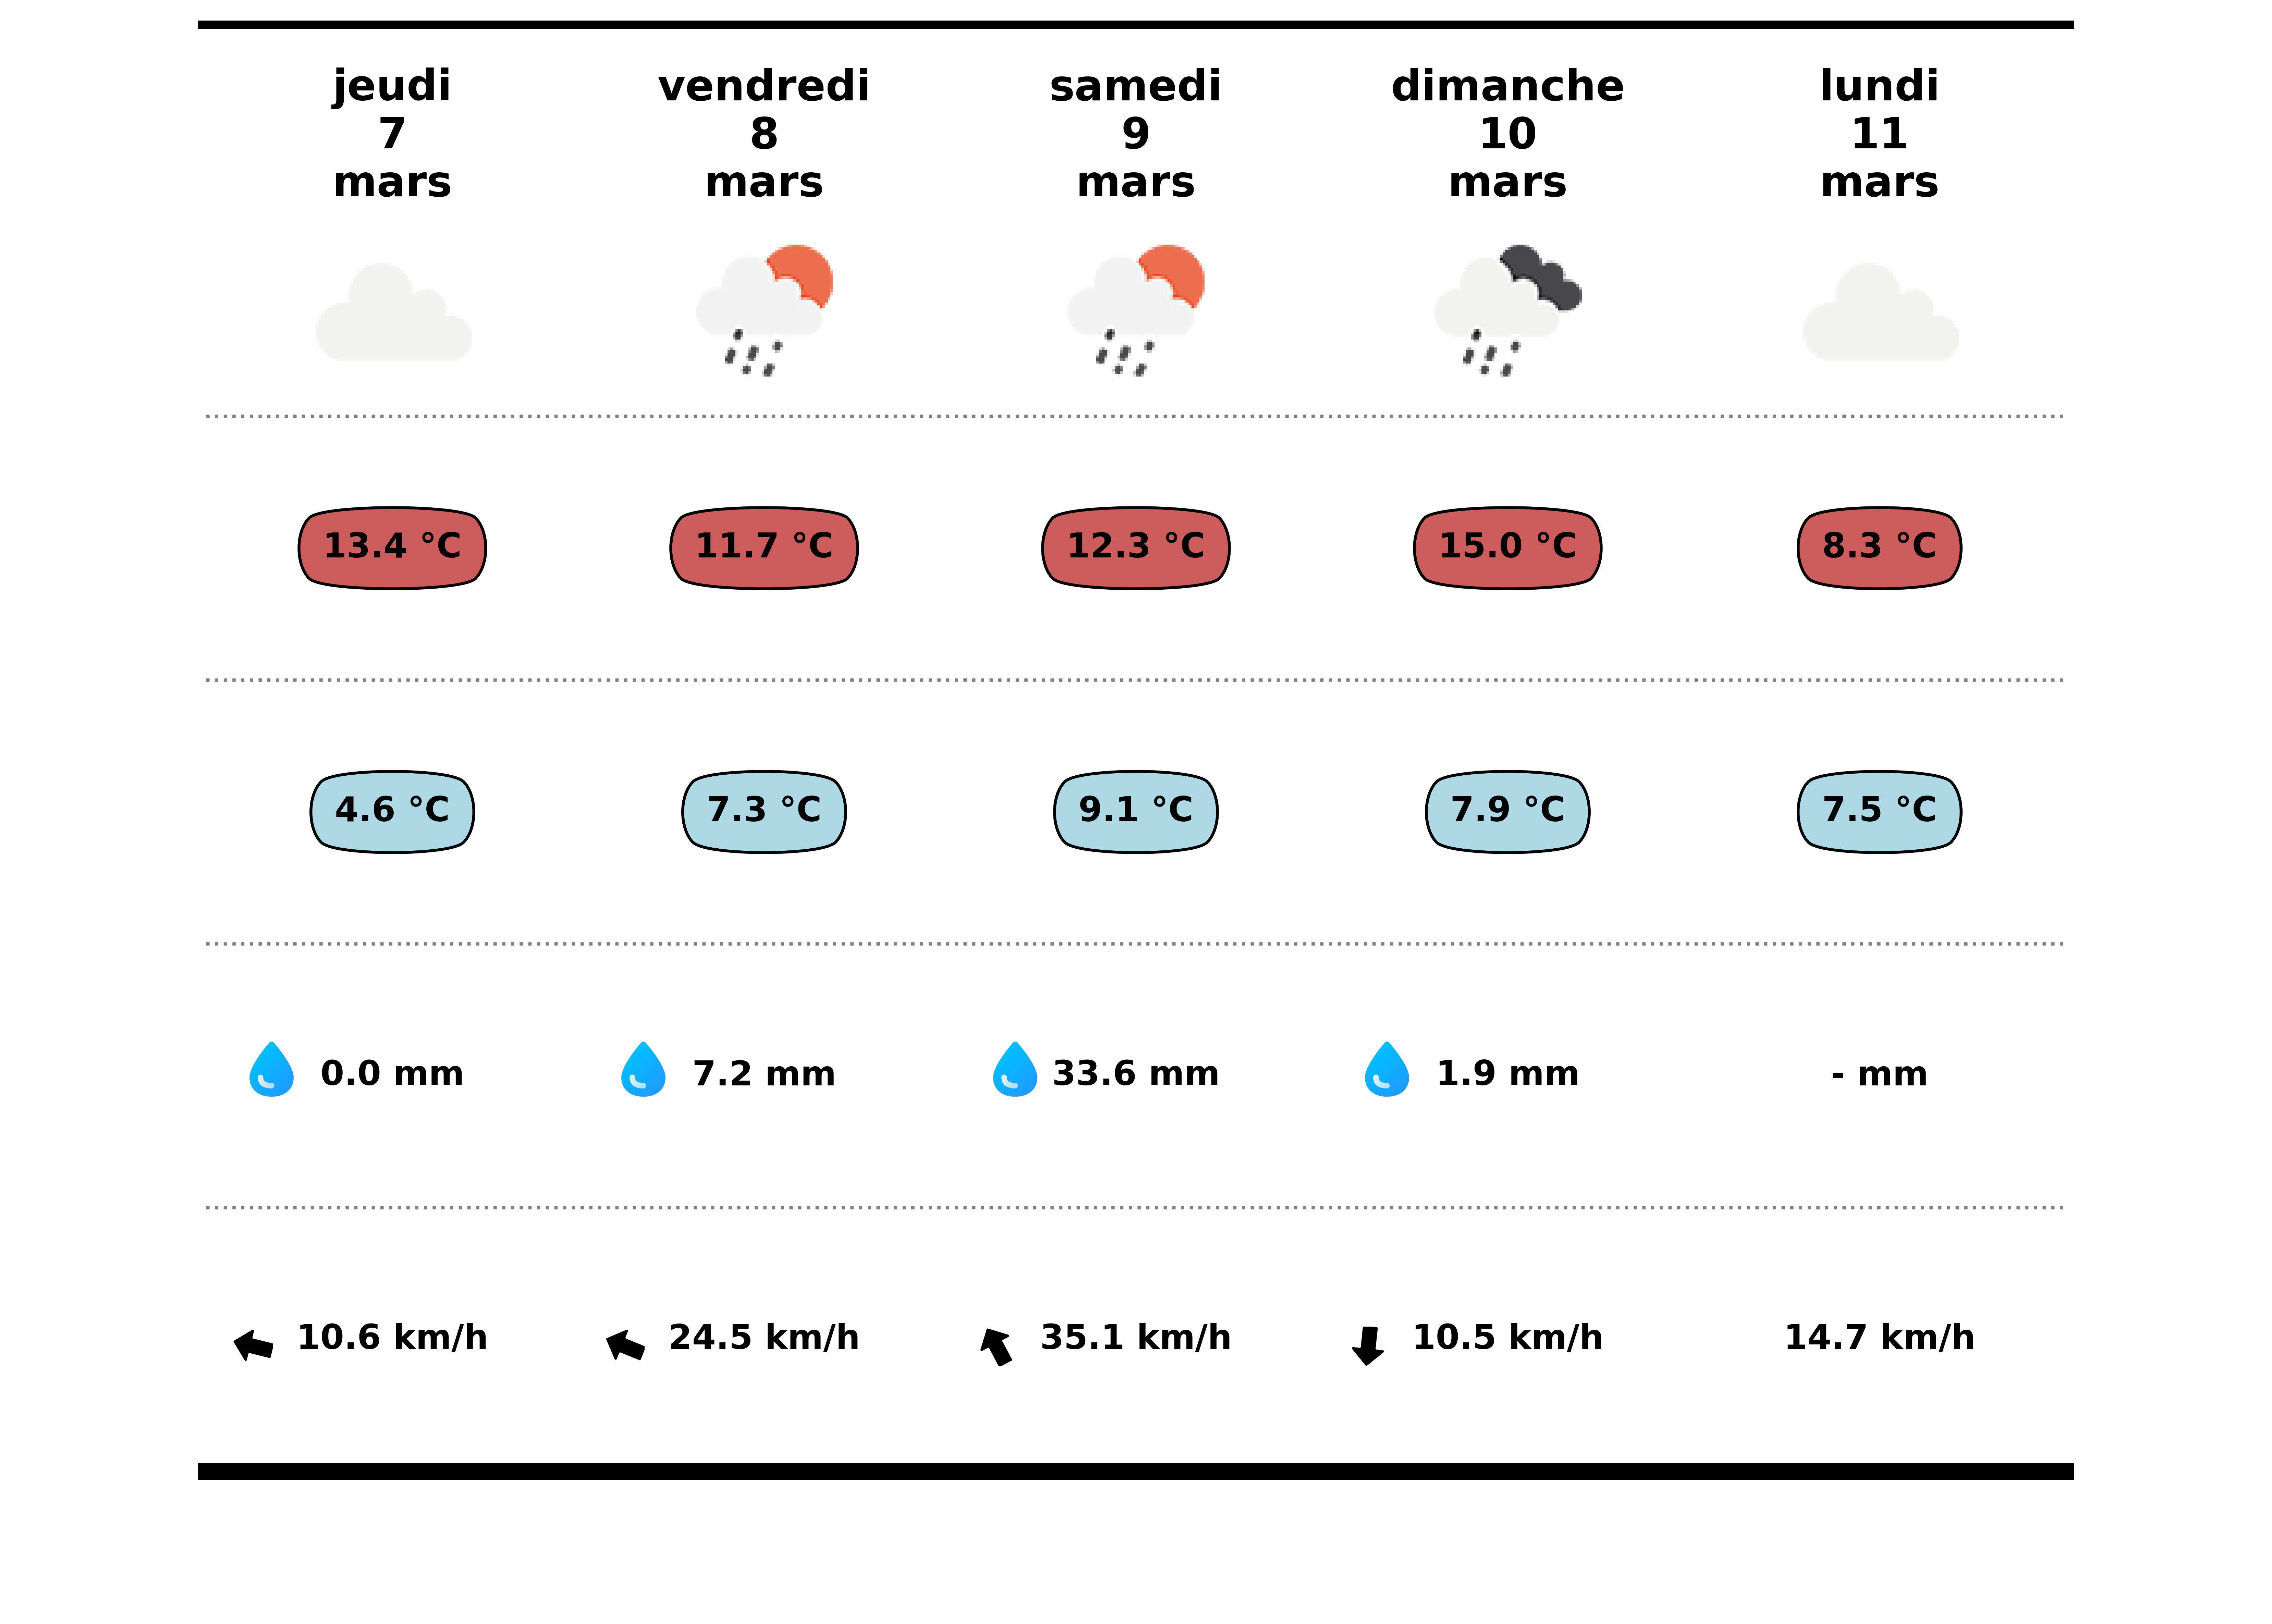 jeudi
7
mars
vendredi
8
mars
samedi
9
mars
dimanche
10
mars
lundi
11
mars
13.4 °C
11.7 °C
12.3 °C
15.0 °C
8.3 °C
4.6 °C
7.3 °C
9.1 °C
7.9 °C
7.5 °C
0.0 mm
7.2 mm
33.6 mm
1.9 mm
- mm
10.6 km/h
24.5 km/h
35.1 km/h
10.5 km/h
14.7 km/h